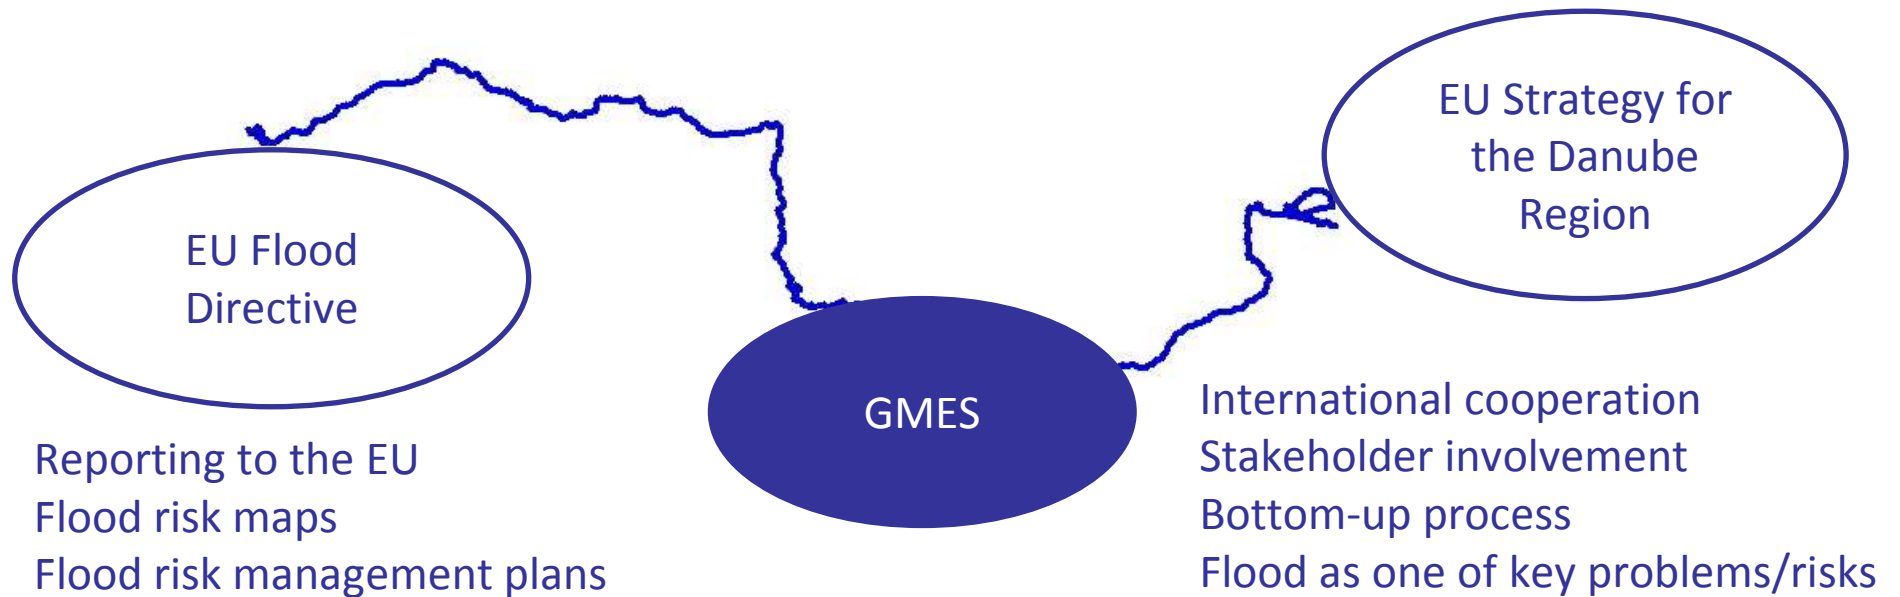 EU Flood
Directive
Reporting to the EU
Flood risk maps
Flood risk management plans
GMES
EU Strategy for
the Danube
Region
International cooperation
Stakeholder involvement
Bottom-up process
Flood as one of key problems/risks